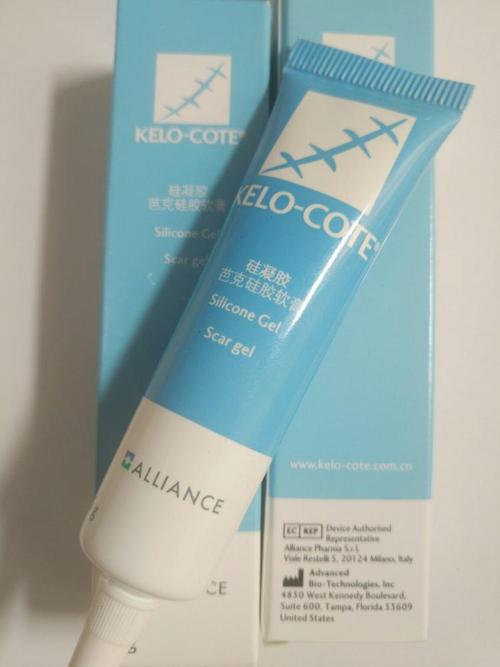 KELO-COTE®
硅凝胶
芭克硅胶软膏
Silicone Gel
Scar gel
KELO-COTE®
硅凝胶
芭克硅胶软膏
Silicone Gel
Scar gel
ALLIANCE
www.kelo-cote.com.cn
EC REP Device Authorised
Representative
Alliance Pharma S.r.l.
Viale Restelli 5, 20124 Milano, Italy
Advanced
Bio-Technologies, Inc
4830 West Kennedy Boulevard,
Suite 600, Tampa, Florida 33609
United States